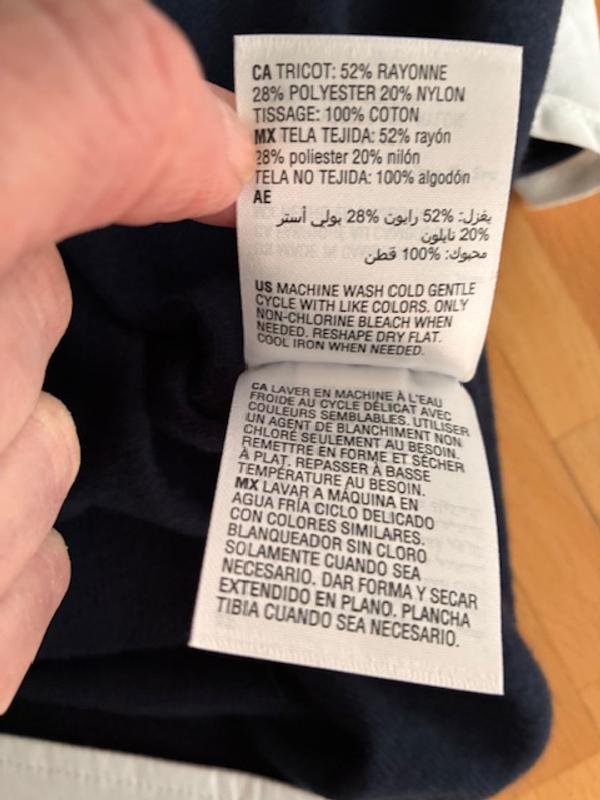 CA TRICOT: 52% RAYONNE
28% POLYESTER 20% NYLON
TISSAGE: 100% COTON
MX TELA TEJIDA: 52% rayón
28% poliester 20% nilón
TELA NO TEJIDA: 100% algodón
AE
يغزل: 52% رايون 28% بولي أستر
20% نايلون
محبوك: 100% قطن
US MACHINE WASH COLD GENTLE
CYCLE WITH LIKE COLORS. ONLY
NON-CHLORINE BLEACH WHEN
NEEDED. RESHAPE DRY FLAT.
COOL IRON WHEN NEEDED.
CA LAVER EN MACHINE À L'EAU
FROIDE AU CYCLE DÉLICAT AVEC
COULEURS SEMBLABLES. UTILISER
UN AGENT DE BLANCHIMENT NON
CHLORÉ SEULEMENT AU BESOIN.
REMETTRE EN FORME ET SÉCHER
À PLAT. REPASSER À BASSE
TEMPÉRATURE AU BESOIN.
MX LAVAR A MÁQUINA EN
AGUA FRÍA CICLO DELICADO
CON COLORES SIMILARES.
BLANQUEADOR SIN CLORO
SOLAMENTE CUANDO SEA
NECESARIO. DAR FORMA Y SECAR
EXTENDIDO EN PLANO. PLANCHA
TIBIA CUANDO SEA NECESARIO.